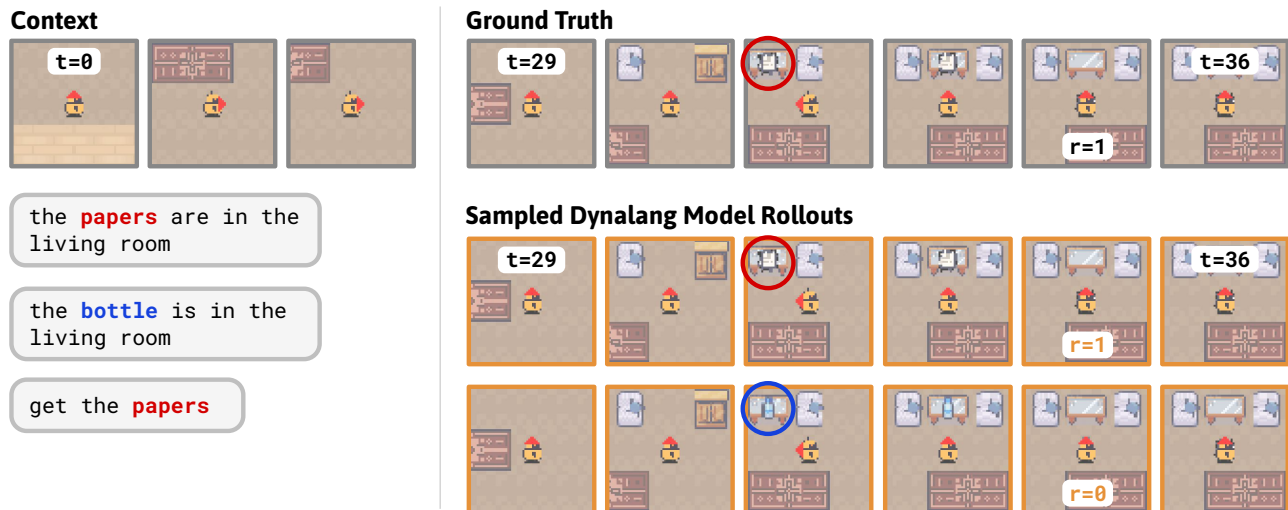 Context
t=0
the papers are in the
living room
the bottle is in the
living room
get the papers
Ground Truth
t=29
t=36
r=1
Sampled Dynalang Model Rollouts
t=29
t=36
r=1
r=0